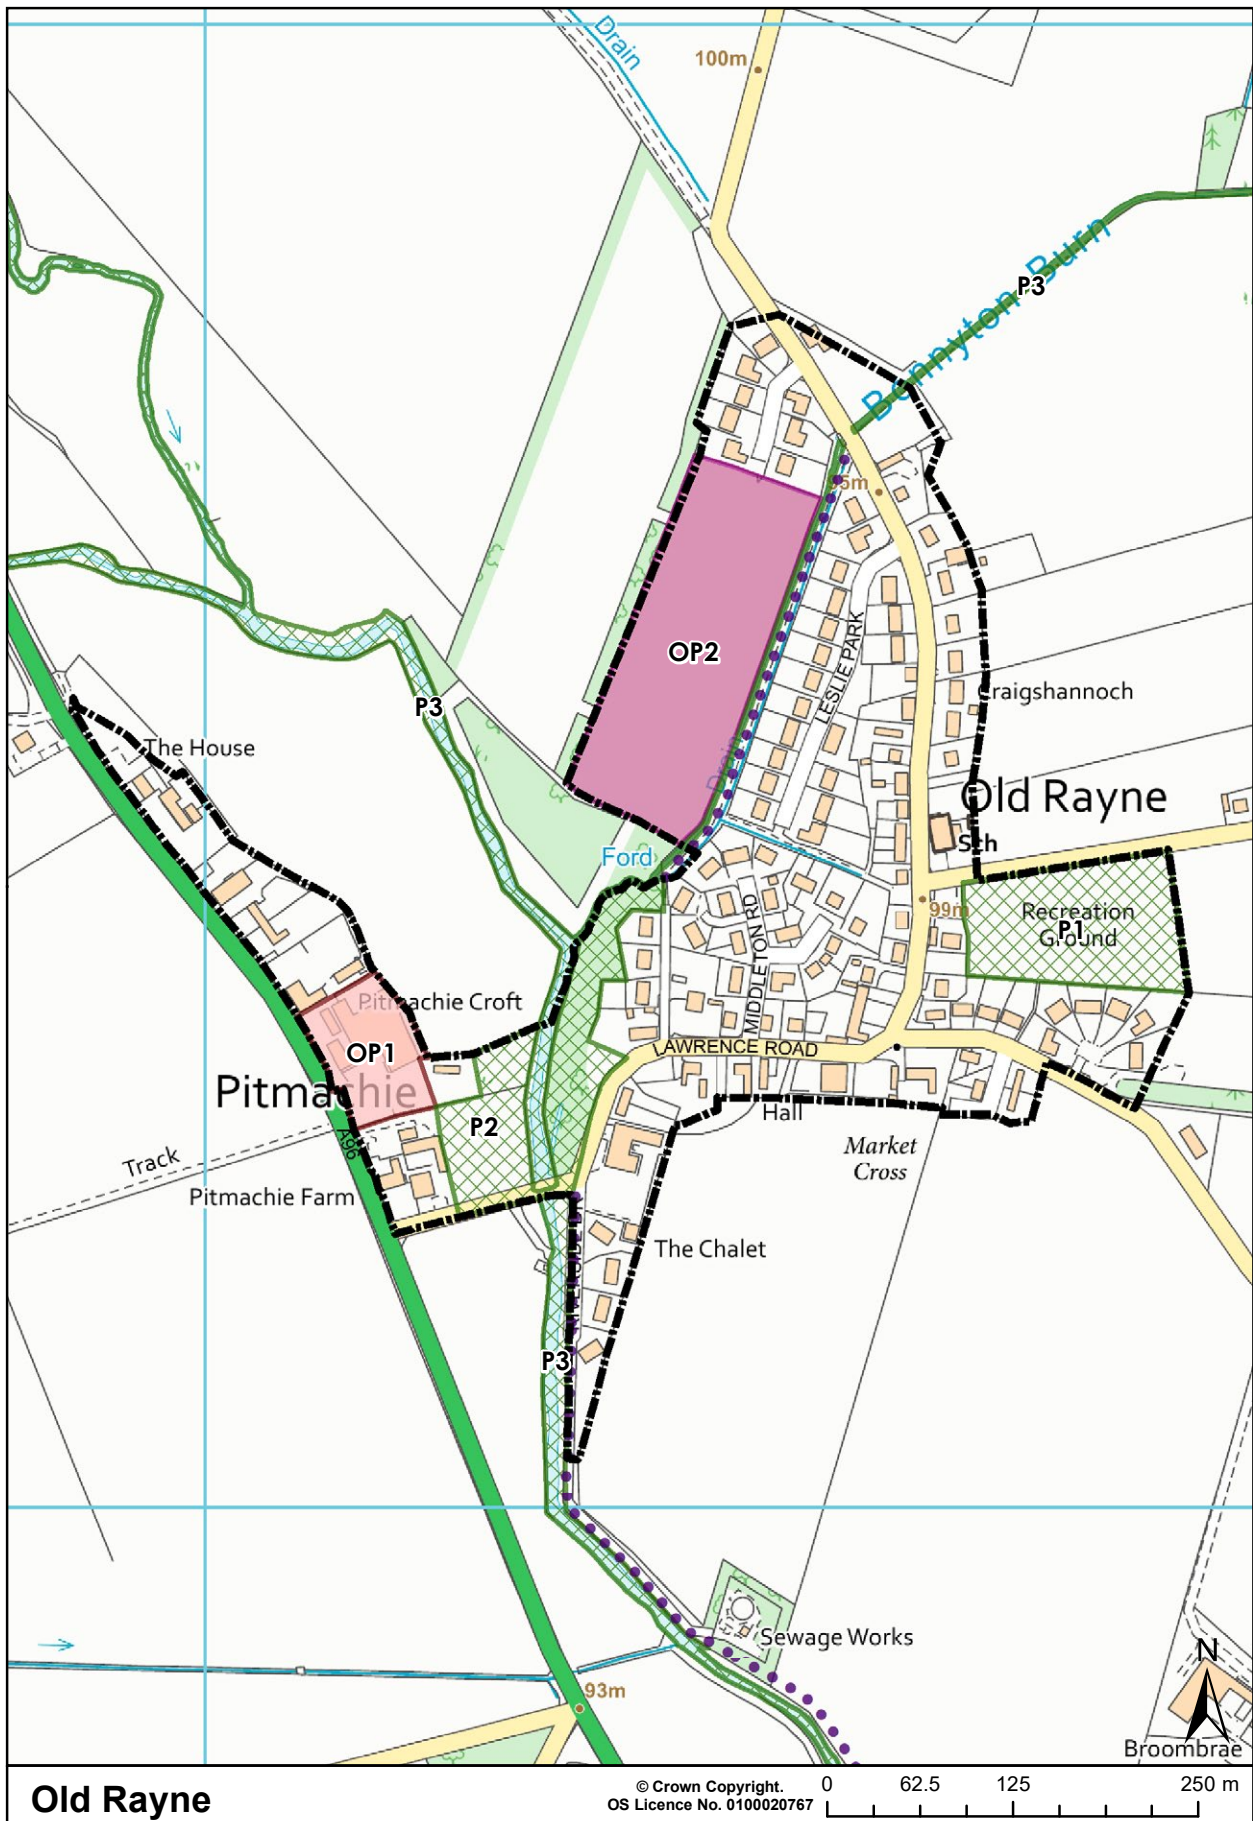 Drain
100m
Bonnyton Burn
P3
95m
OP2
LESLIE PARK
P3
Craigshannoch
The House
Drain
Old Rayne
Sch
Ford
MIDDLETON RD
99m
Recreation
Ground
P1
Pitmachie Croft
OP1
LAWRENCE ROAD
Pitmachie
P2
Hall
A96
Market
Cross
Track
Pitmachie Farm
The Chalet
P3
Sewage Works
N
93m
Broombrae
Old Rayne
© Crown Copyright.
OS Licence No. 0100020767
0 62.5 125 250 m